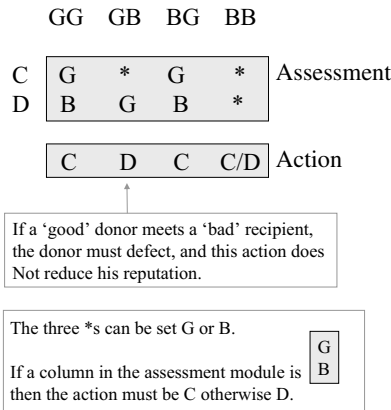 GG GB BG BB
C G * G * Assessment
D B G B *
C D C C/D Action
If a ‘good’ donor meets a ‘bad’ recipient,
the donor must defect, and this action does
Not reduce his reputation.
The three *s can be set G or B.
G
If a column in the assessment module is B
then the action must be C otherwise D.